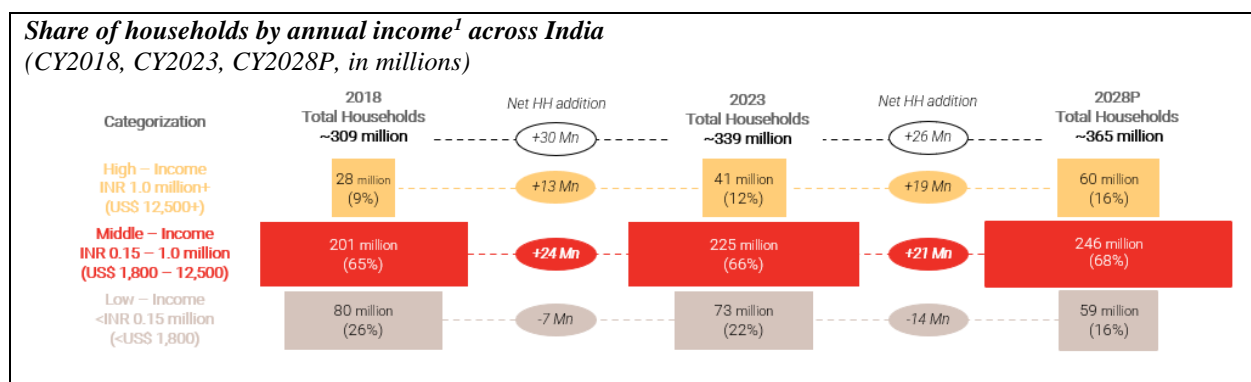 Share of households by annual income1 across India
(CY2018, CY2023, CY2028P, in millions)
Categorization
2018
Total Households
~309 million
Net HH addition
+30 Mn
2023
Total Households
~339 million
Net HH addition
+26 Mn
2028P
Total Households
~365 million
High – Income
INR 1.0 million+
(US$ 12,500+)
28 million
(9%)
+13 Mn
41 million
(12%)
+19 Mn
60 million
(16%)
Middle – Income
INR 0.15 – 1.0 million
(US$ 1,800 – 12,500)
201 million
(65%)
+24 Mn
225 million
(66%)
+21 Mn
246 million
(68%)
Low – Income
<INR 0.15 million
(<US$ 1,800)
80 million
(26%)
-7 Mn
73 million
(22%)
-14 Mn
59 million
(16%)